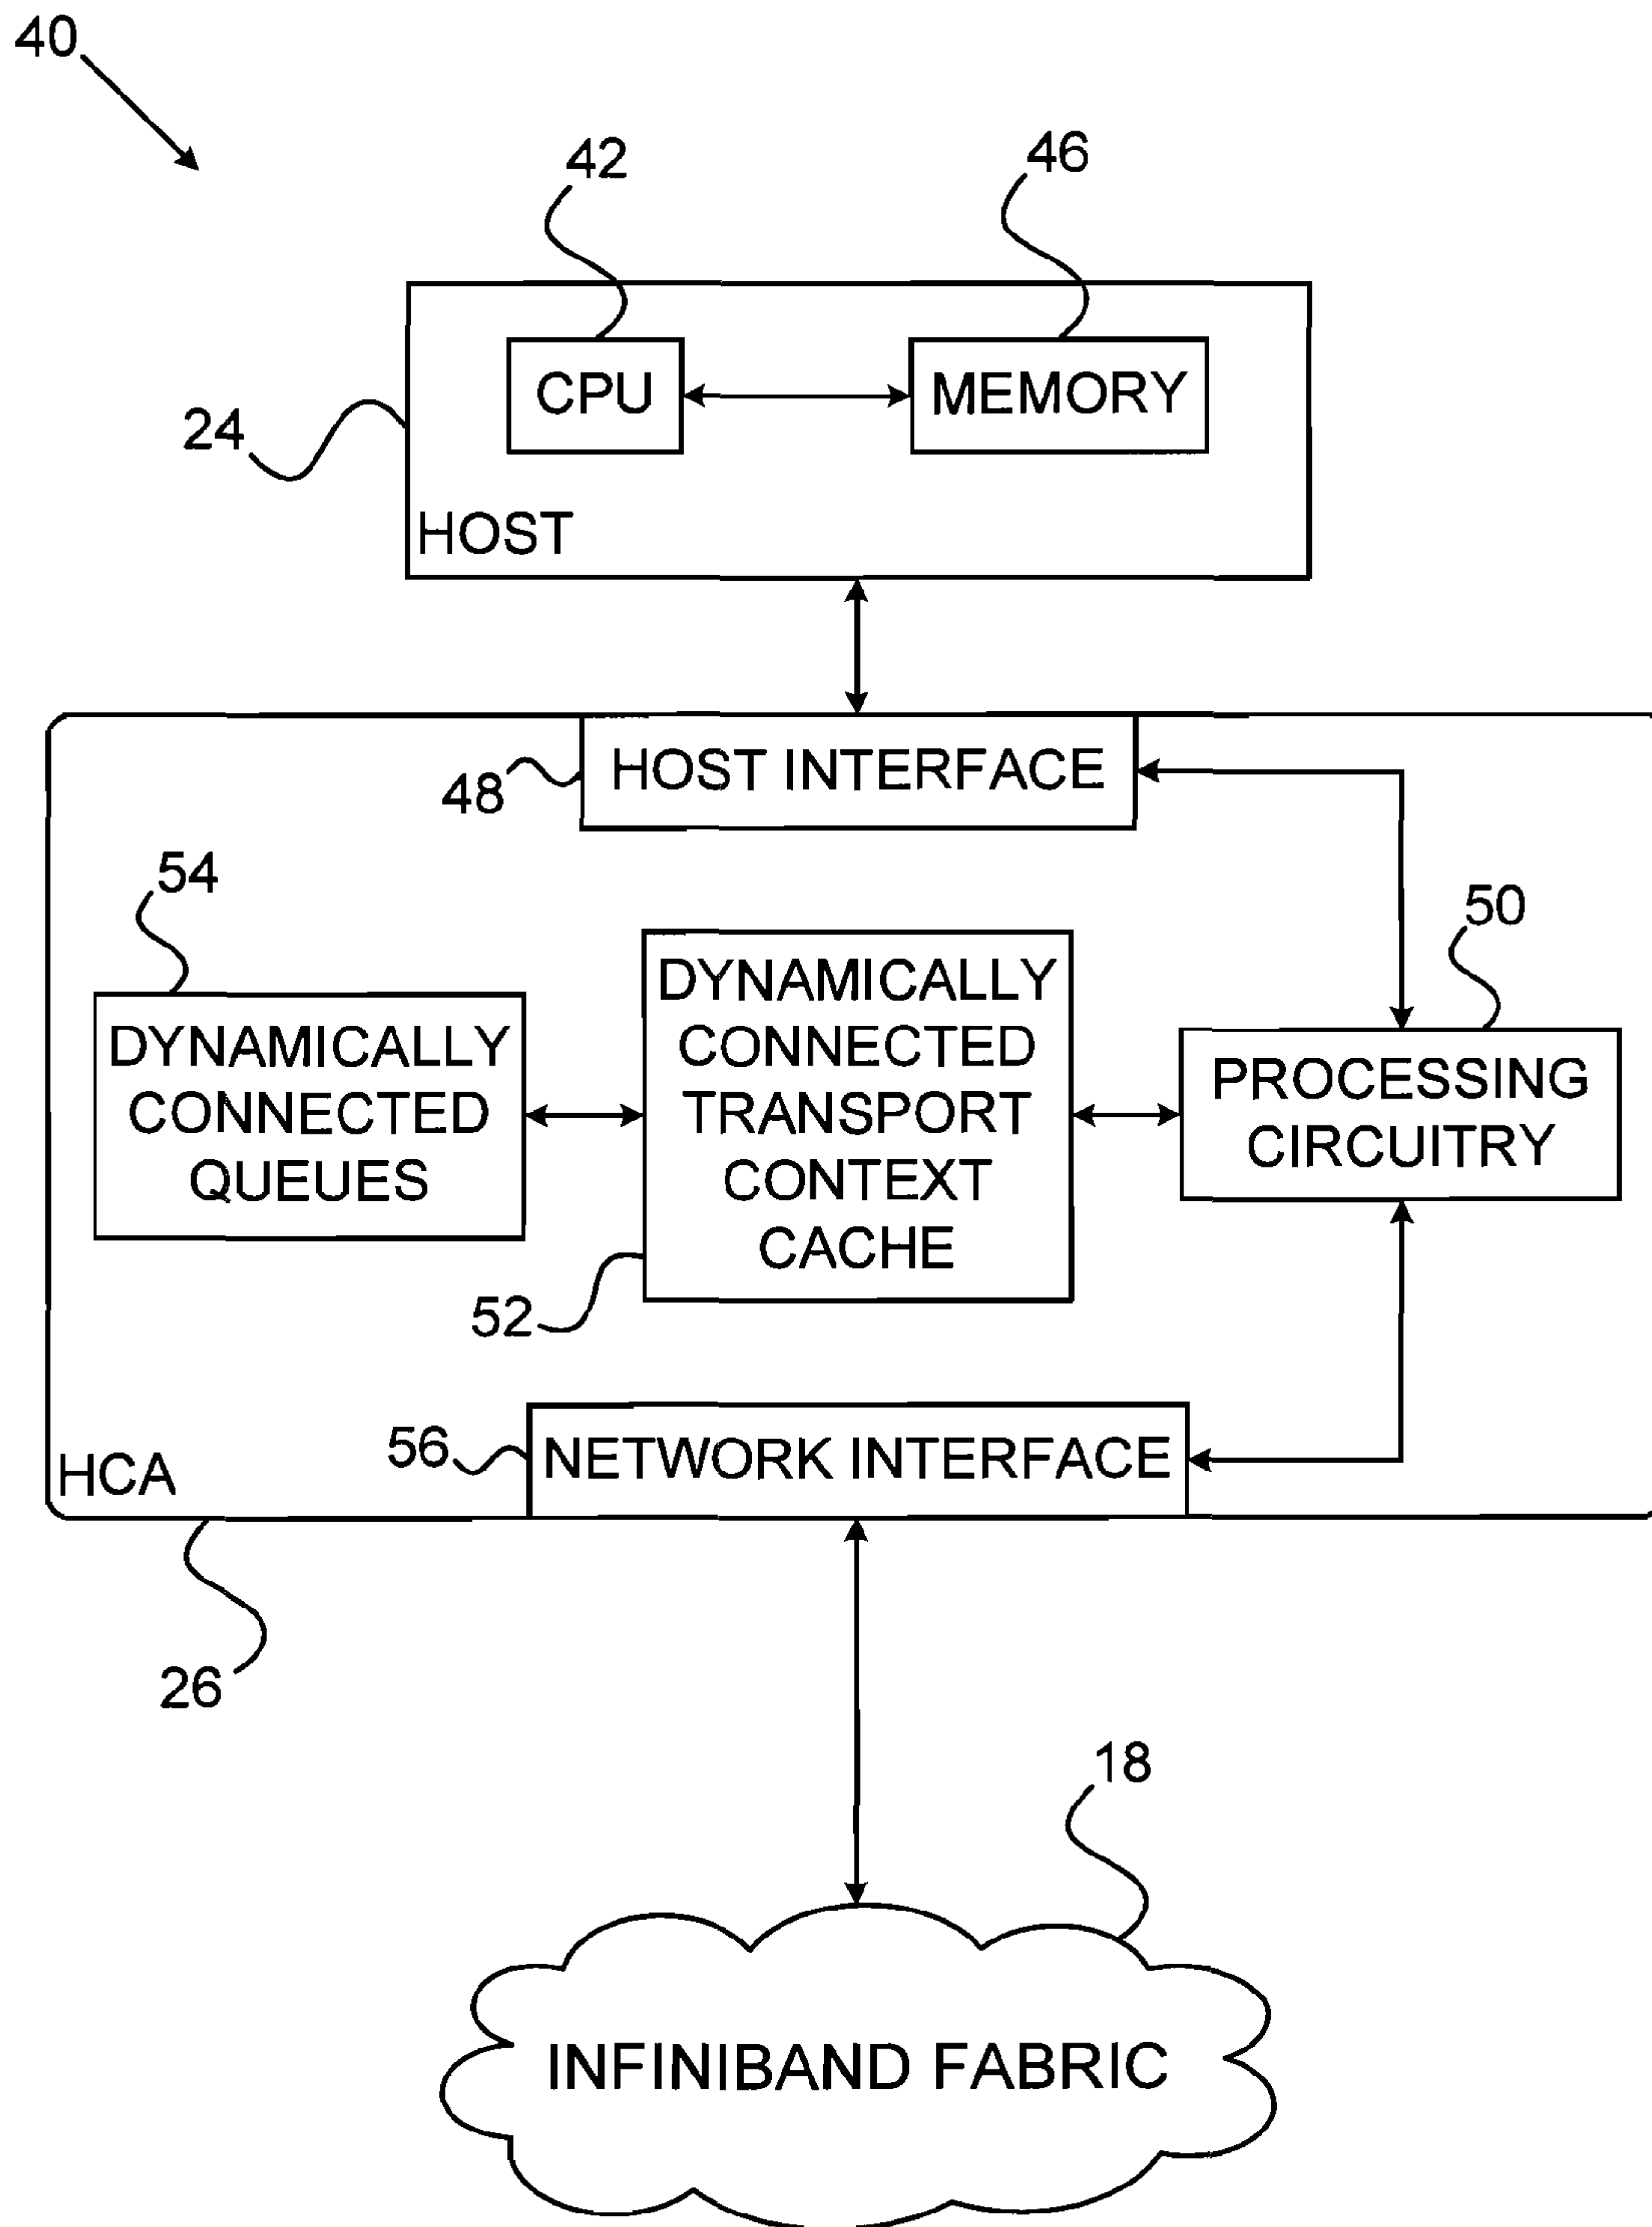 40
42
46
CPU
MEMORY
24
HOST
HOST INTERFACE
48
54
50
DYNAMICALLY
CONNECTED
QUEUES
DYNAMICALLY
CONNECTED
TRANSPORT
CONTEXT
CACHE
PROCESSING
CIRCUITRY
52
56
NETWORK INTERFACE
HCA
26
18
INFINIBAND FABRIC